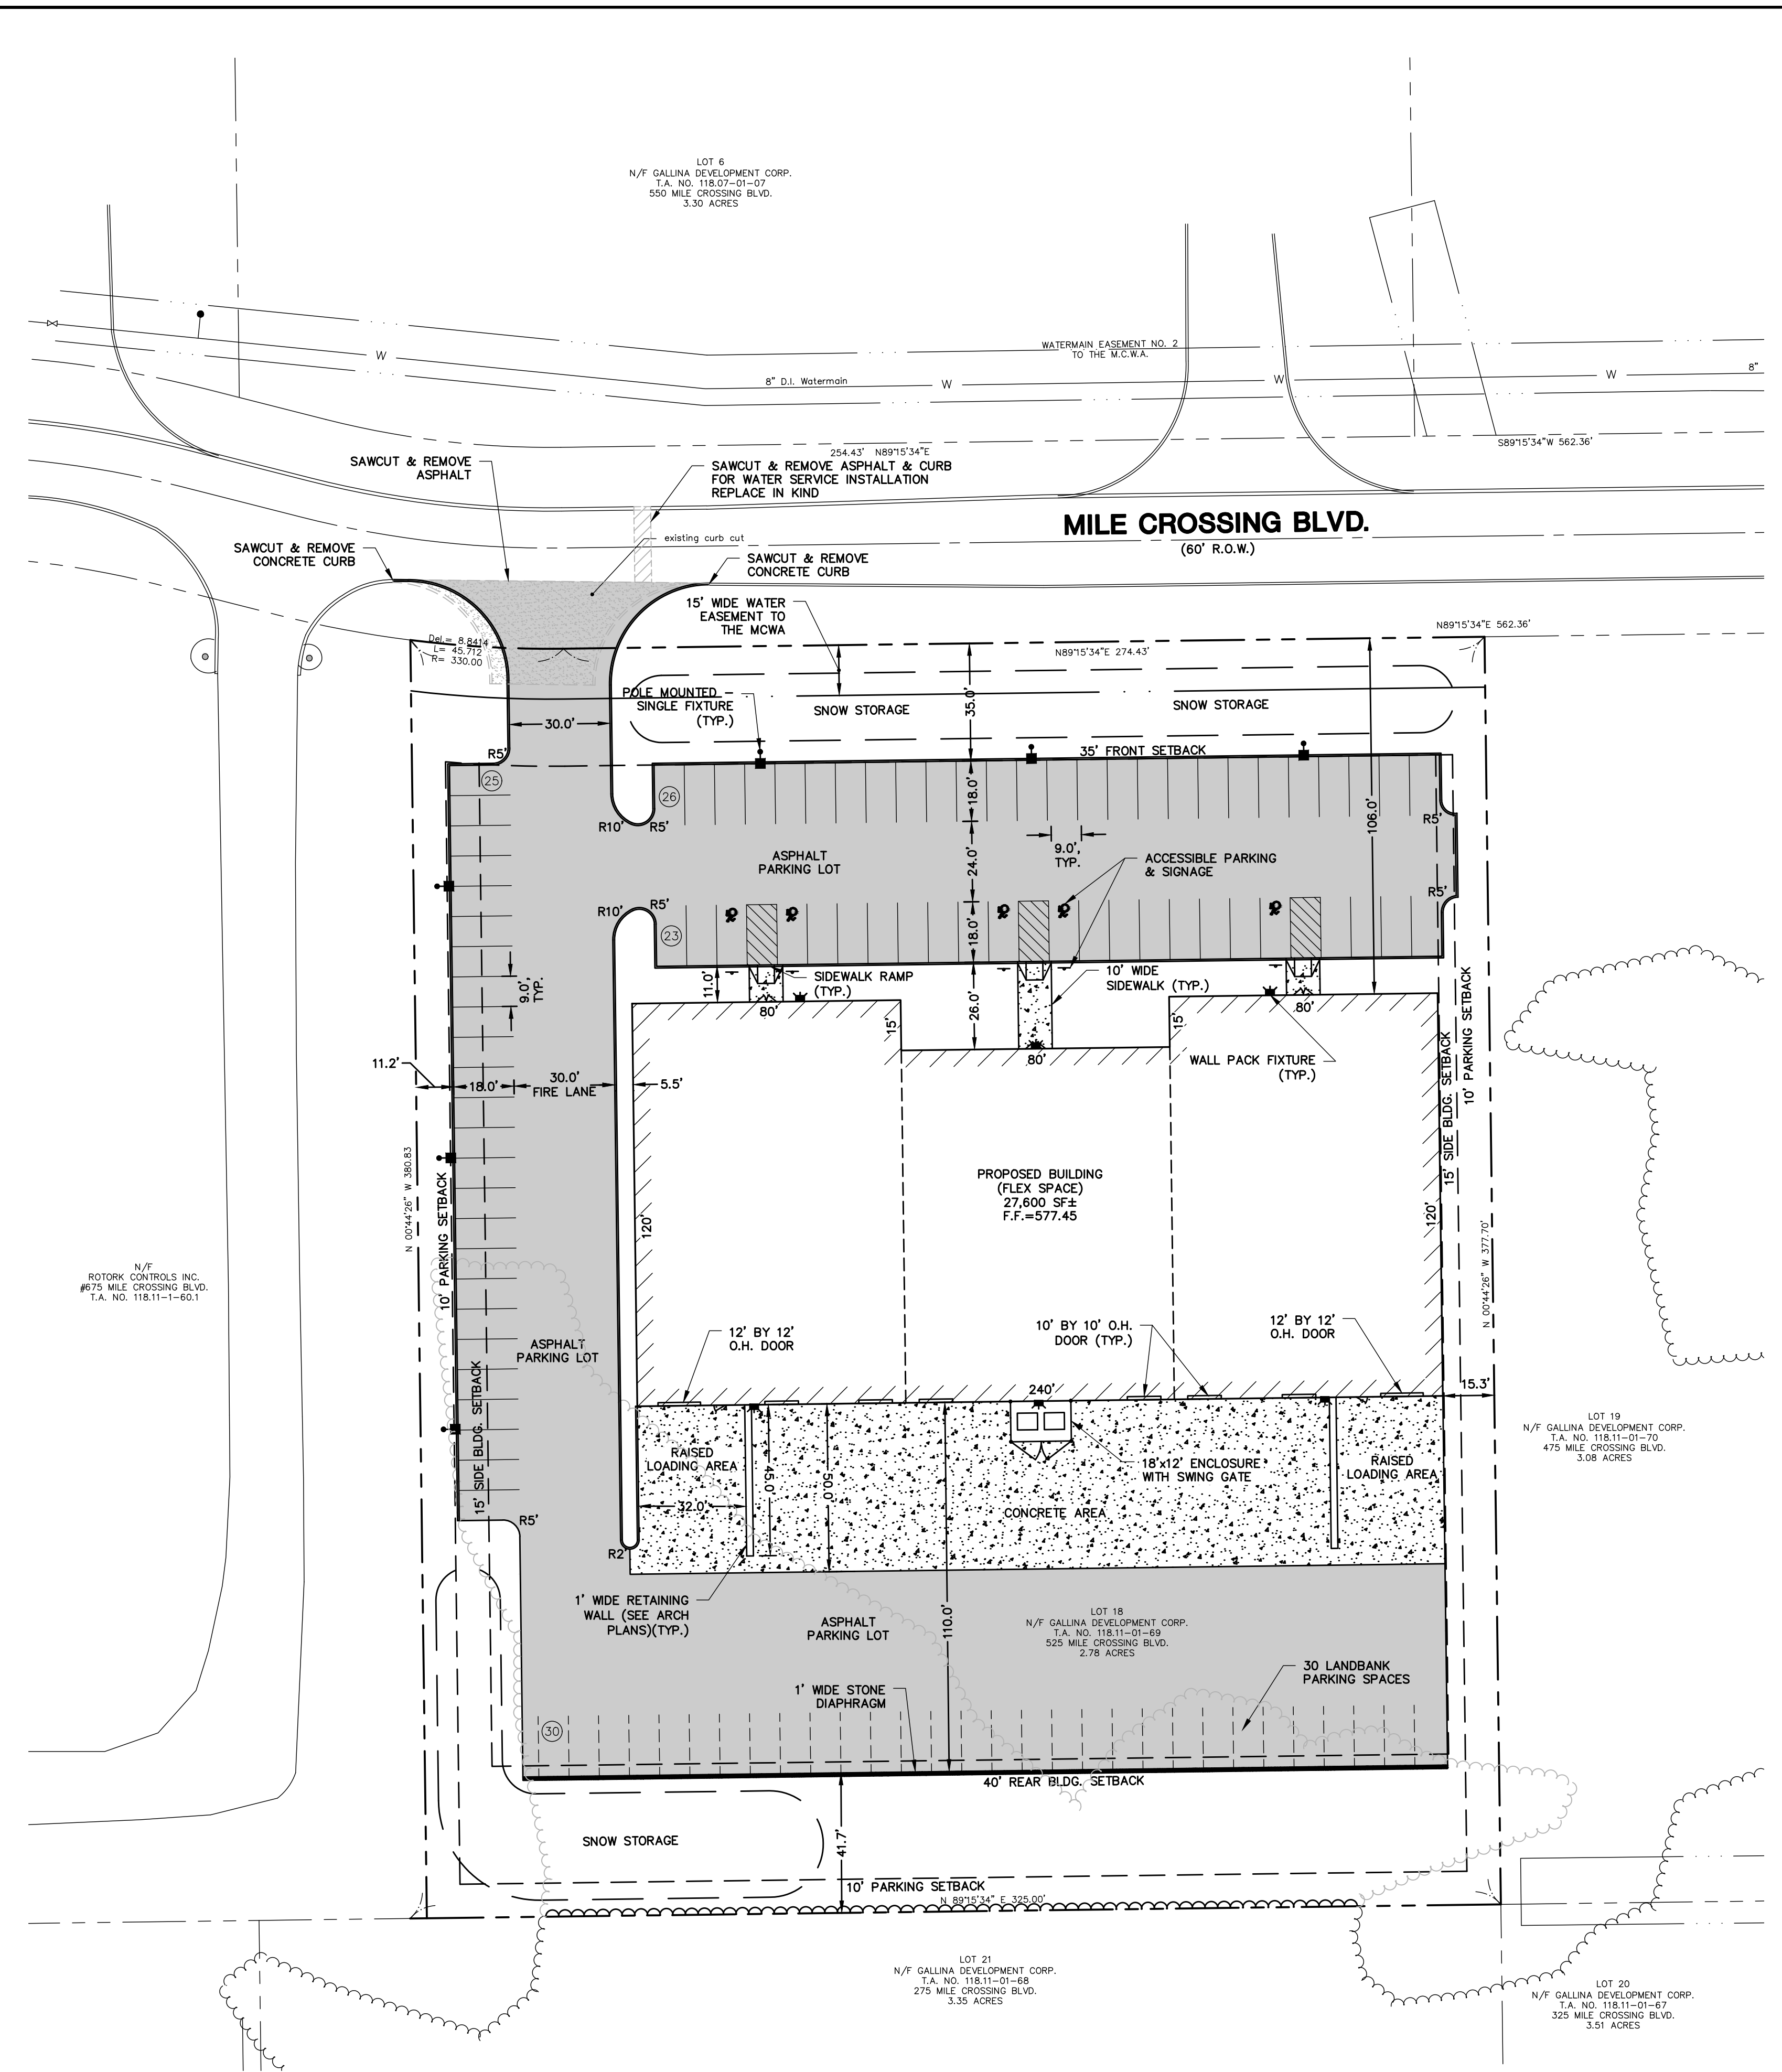 LOT 6
N/F GALLINA DEVELOPMENT CORP.
T.A. NO. 118.07-01-07
550 MILE CROSSING BLVD.
3.30 ACRES
WATERMAIN EASEMENT NO. 2
TO THE M.C.W.A.
W
8" D.I. Watermain
W
W
W
8"
S89°15'34"W 562.36'
254.43' N89°15'34"E
SAWCUT & REMOVE
ASPHALT
SAWCUT & REMOVE ASPHALT & CURB
FOR WATER SERVICE INSTALLATION
REPLACE IN KIND
MILE CROSSING BLVD.
(60' R.O.W.)
existing curb cut
SAWCUT & REMOVE
CONCRETE CURB
SAWCUT & REMOVE
CONCRETE CURB
15' WIDE WATER
EASEMENT TO
THE MCWA
N89°15'34"E 562.36'
Del.= 8.8414
L= 45.712
R= 330.00
N89°15'34"E 274.43'
POLE MOUNTED
SINGLE FIXTURE
(TYP.)
SNOW STORAGE
SNOW STORAGE
35.0'
30.0'
35' FRONT SETBACK
R5'
25
26
R10'
R5'
R5'
18.0'
106.0'
ASPHALT
PARKING LOT
24.0'
9.0',
TYP.
ACCESSIBLE PARKING
& SIGNAGE
R5'
R10'
R5'
23
18.0'
9.0'
TYP.
11.0'
SIDEWALK RAMP
(TYP.)
26.0'
10' WIDE
SIDEWALK (TYP.)
80'
15'
80'
15'
80'
WALL PACK FIXTURE
(TYP.)
15' SIDE BLDG. SETBACK
10' PARKING SETBACK
11.2'
18.0'
30.0'
FIRE LANE
5.5'
N 00°44'26" W 380.83
10' PARKING SETBACK
PROPOSED BUILDING
(FLEX SPACE)
27,600 SF±
F.F.=577.45
120'
120'
N 00°44'26" W 377.70'
N/F
ROTORK CONTROLS INC.
#675 MILE CROSSING BLVD.
T.A. NO. 118.11-1-60.1
ASPHALT
PARKING LOT
12' BY 12'
O.H. DOOR
10' BY 10' O.H.
DOOR (TYP.)
12' BY 12'
O.H. DOOR
240'
15.3'
15' SIDE BLDG. SETBACK
LOT 19
N/F GALLINA DEVELOPMENT CORP.
T.A. NO. 118.11-01-70
475 MILE CROSSING BLVD.
3.08 ACRES
RAISED
LOADING AREA
45.0'
50.0'
18'x12' ENCLOSURE
WITH SWING GATE
RAISED
LOADING AREA
32.0'
CONCRETE AREA
R5'
R2'
1' WIDE RETAINING
WALL (SEE ARCH
PLANS)(TYP.)
110.0'
ASPHALT
PARKING LOT
LOT 18
N/F GALLINA DEVELOPMENT CORP.
T.A. NO. 118.11-01-69
525 MILE CROSSING BLVD.
2.78 ACRES
30 LANDBANK
PARKING SPACES
1' WIDE STONE
DIAPHRAGM
30
40' REAR BLDG. SETBACK
SNOW STORAGE
41.7'
10' PARKING SETBACK
N 89°15'34" E 325.00'
LOT 21
N/F GALLINA DEVELOPMENT CORP.
T.A. NO. 118.11-01-68
275 MILE CROSSING BLVD.
3.35 ACRES
LOT 20
N/F GALLINA DEVELOPMENT CORP.
T.A. NO. 118.11-01-67
325 MILE CROSSING BLVD.
3.51 ACRES